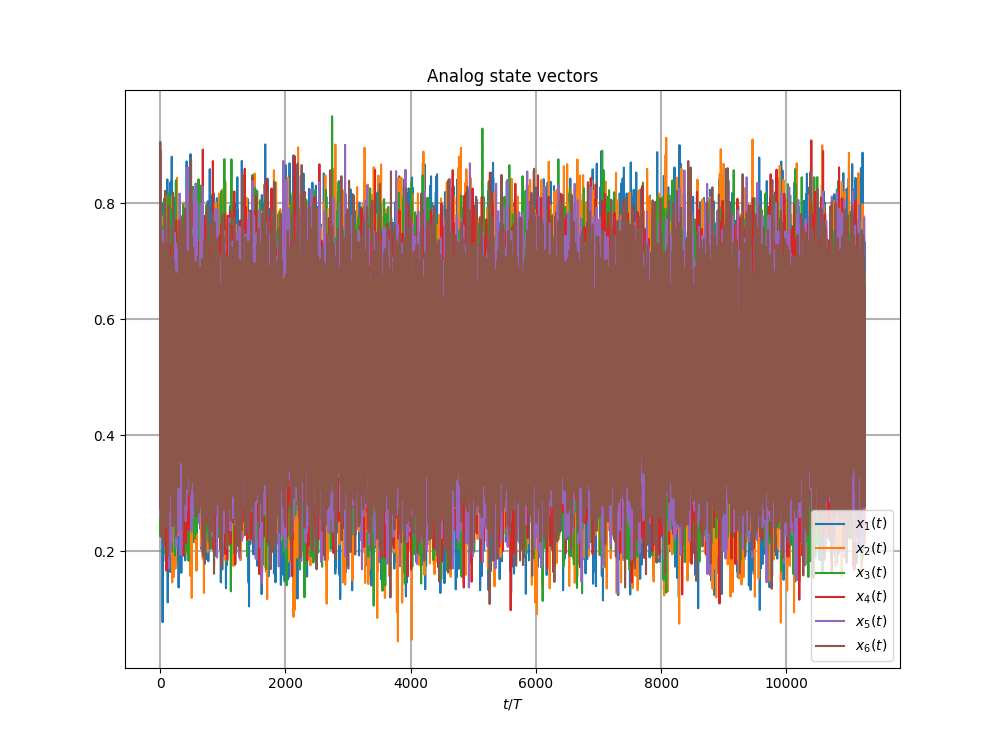 Analog state vectors
0.8
0.6
0.4
0.2
x₁(t)
x₂(t)
x₃(t)
x₄(t)
x₅(t)
x₆(t)
0 2000 4000 6000 8000 10000
t/T